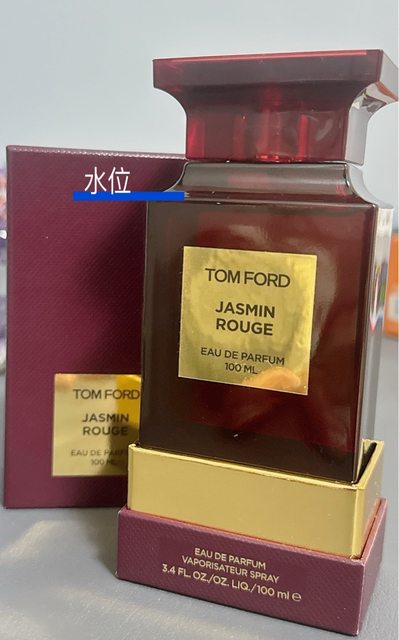 水位
TOM FORD
JASMIN
ROUGE
EAU DE PARFUM
100 ML
TOM FORD
JASMIN
ROUGE
EAU DE PARFUM
100 ML
EAU DE PARFUM
VAPORISATEUR SPRAY
3.4 FL. OZ./OZ. LIQ./100 ml ℮